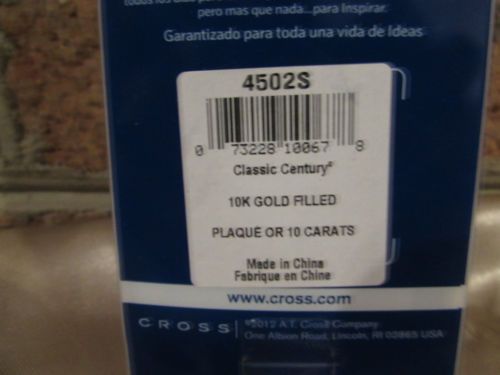 pero mas que nada...para Inspirar.
Garantizado para toda una vida de Ideas
4502S
0 73228 10067 8
Classic Century®
10K GOLD FILLED
PLAQUÉ OR 10 CARATS
Made in China
Fabrique en Chine
www.cross.com
CROSS
©2012 A.T. Cross Company
One Albion Road, Lincoln, RI 02865 USA